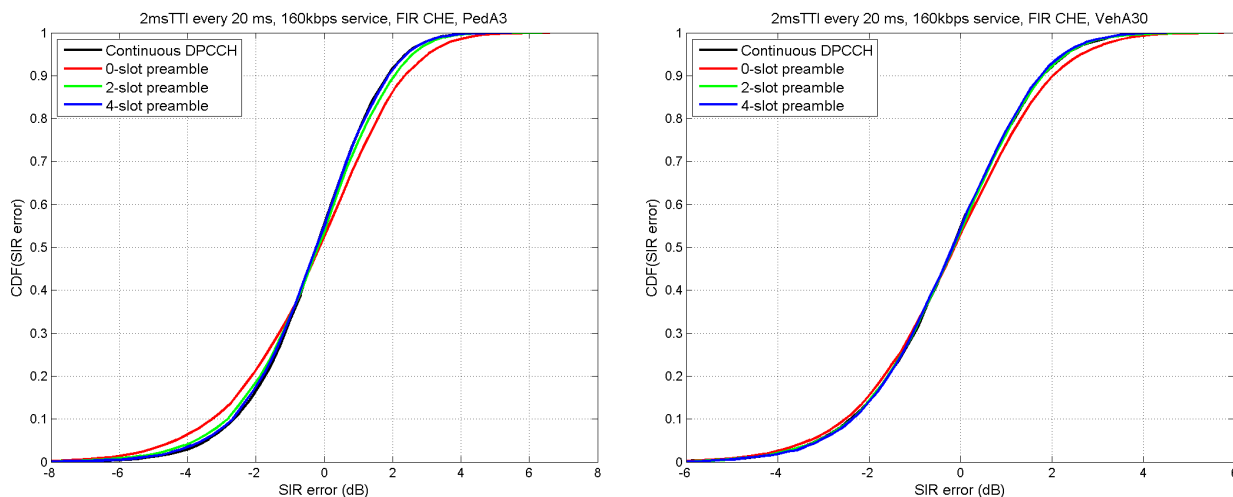 2msTTI every 20 ms, 160kbps service, FIR CHE, PedA3
Continuous DPCCH
0-slot preamble
2-slot preamble
4-slot preamble
CDF(SIR error)
1
0.9
0.8
0.7
0.6
0.5
0.4
0.3
0.2
0.1
0
-8 -6 -4 -2 0 2 4 6 8
SIR error (dB)
2msTTI every 20 ms, 160kbps service, FIR CHE, VehA30
Continuous DPCCH
0-slot preamble
2-slot preamble
4-slot preamble
CDF(SIR error)
1
0.9
0.8
0.7
0.6
0.5
0.4
0.3
0.2
0.1
0
-6 -4 -2 0 2 4 6
SIR error (dB)